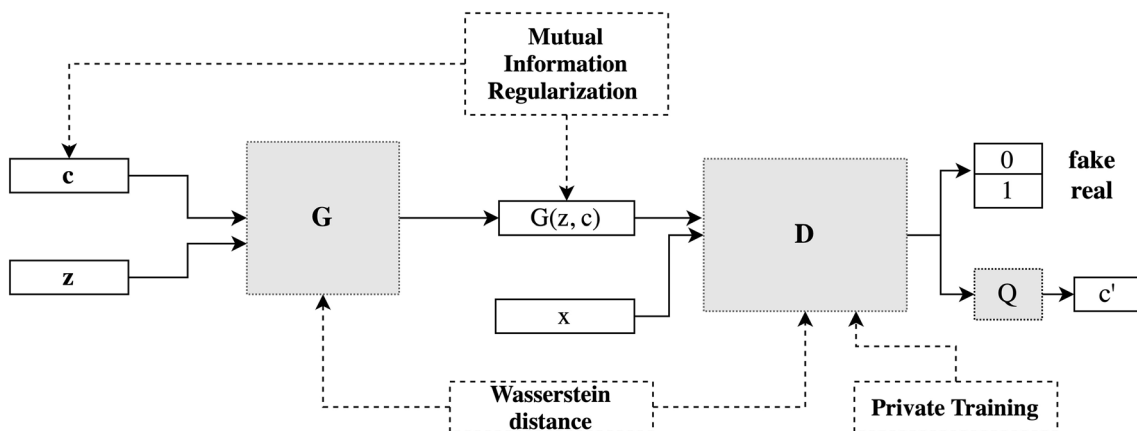 Mutual
Information
Regularization
c
G
z
G(z, c)
x
D
0 fake
1 real
Q
c'
Wasserstein
distance
Private Training